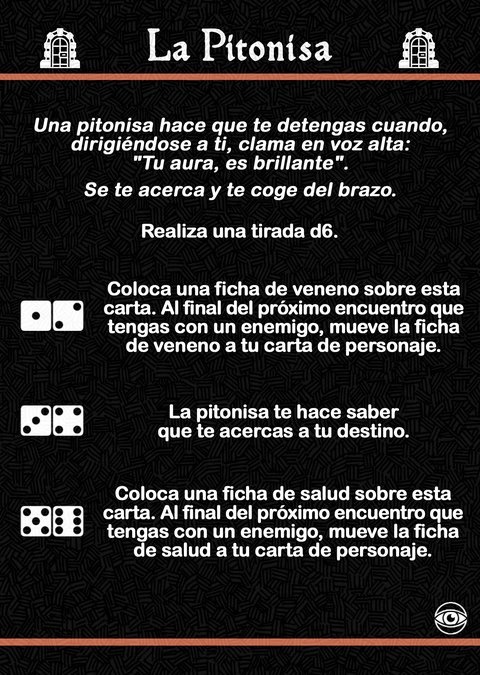 La Pitonisa
Una pitonisa hace que te detengas cuando,
dirigiéndose a ti, clama en voz alta:
"Tu aura, es brillante".
Se te acerca y te coge del brazo.
Realiza una tirada d6.
Coloca una ficha de veneno sobre esta
carta. Al final del próximo encuentro que
tengas con un enemigo, mueve la ficha
de veneno a tu carta de personaje.
La pitonisa te hace saber
que te acercas a tu destino.
Coloca una ficha de salud sobre esta
carta. Al final del próximo encuentro que
tengas con un enemigo, mueve la ficha
de salud a tu carta de personaje.